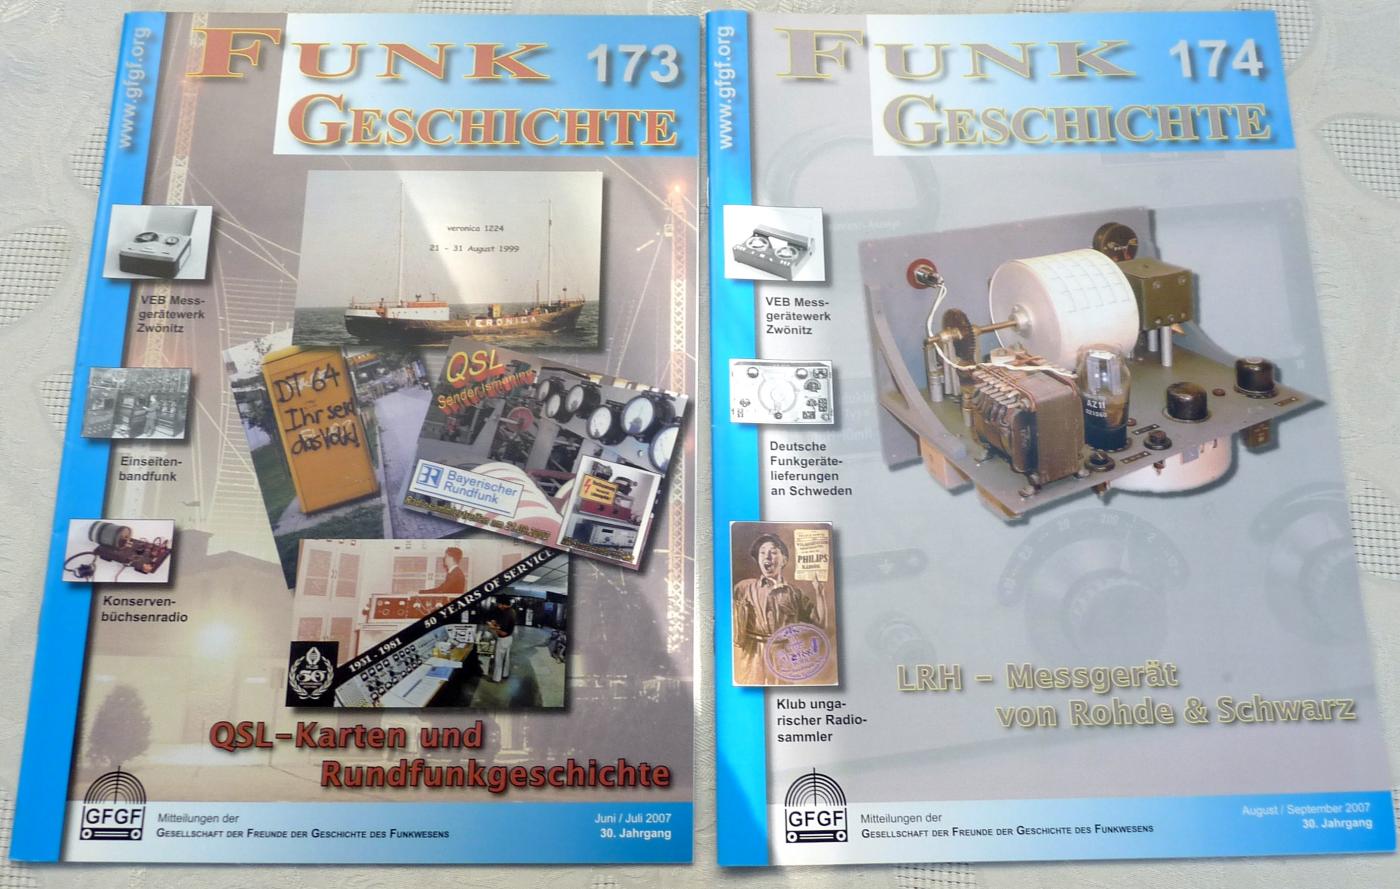 www.gfgf.org
FUNK 173
GESCHICHTE
veronica 1224
21 - 31 August 1999
VERONICA
VEB Mess-
gerätewerk
Zwönitz
DT 64
Ihr seid
das Volk!
QSL
Sender Ismaning
Bayerischer
Rundfunk
Einseiten-
bandfunk
Konserven-
büchsenradio
1931 - 1981 50 YEARS OF SERVICE
50
QSL-Karten und
Rundfunkgeschichte
GFGF
Mitteilungen der
GESELLSCHAFT DER FREUNDE DER GESCHICHTE DES FUNKWESENS
Juni / Juli 2007
30. Jahrgang
www.gfgf.org
FUNK 174
GESCHICHTE
VEB Mess-
gerätewerk
Zwönitz
AZ11
Deutsche
Funkgeräte-
lieferungen
an Schweden
PHILIPS
Klub unga-
rischer Radio-
sammler
LRH - Messgerät
von Rohde & Schwarz
GFGF
Mitteilungen der
GESELLSCHAFT DER FREUNDE DER GESCHICHTE DES FUNKWESENS
August / September 2007
30. Jahrgang